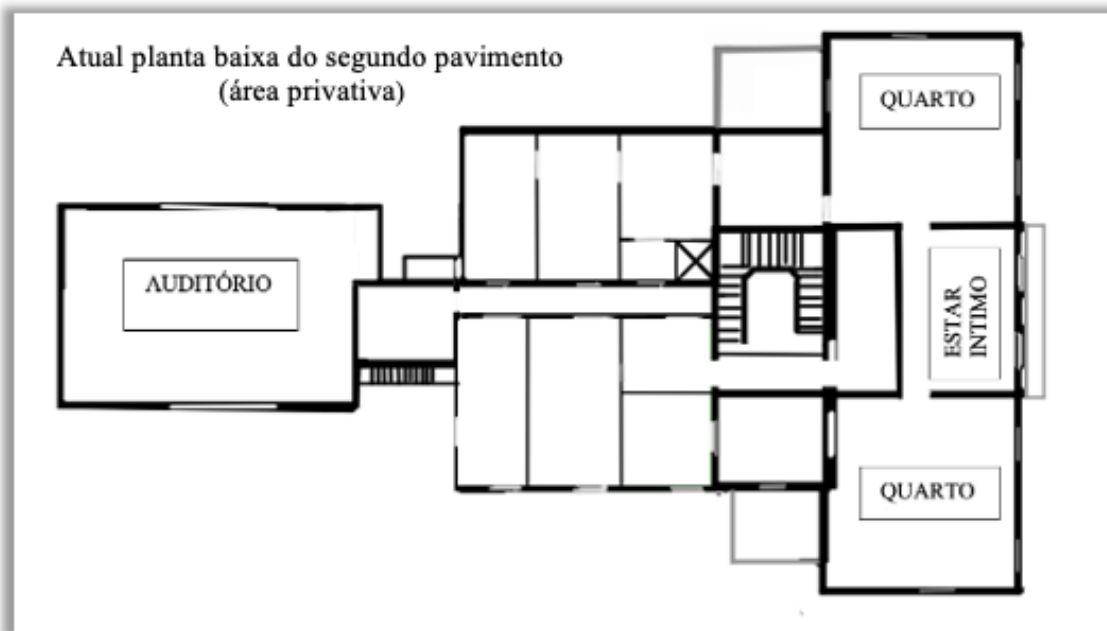 Atual planta baixa do segundo pavimento
(área privativa)
QUARTO
AUDITÓRIO
ESTAR
INTIMO
QUARTO